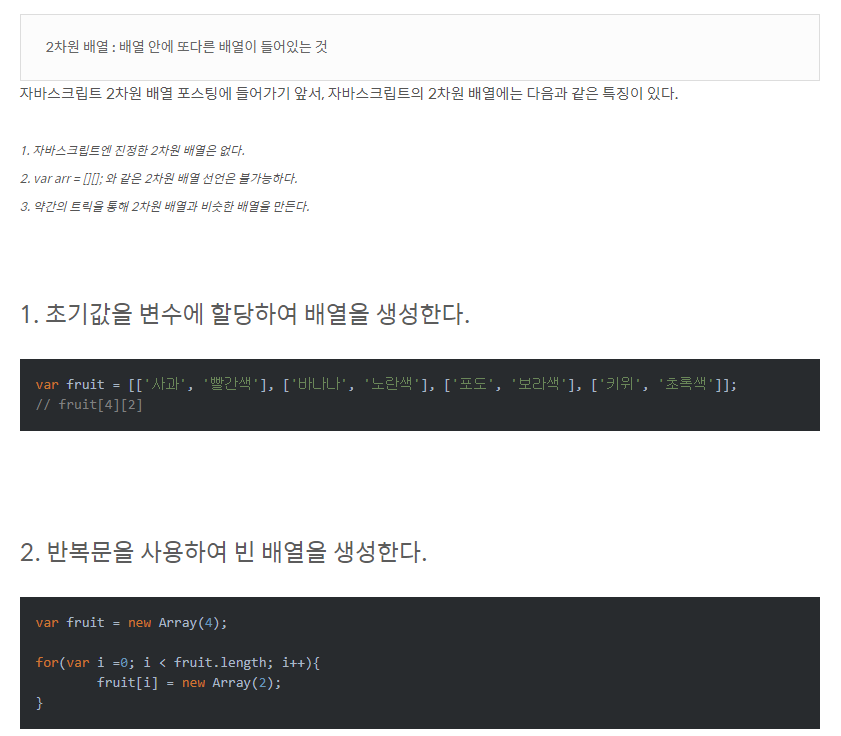 2차원 배열 : 배열 안에 또다른 배열이 들어있는 것
자바스크립트 2차원 배열 포스팅에 들어가기 앞서, 자바스크립트의 2차원 배열에는 다음과 같은 특징이 있다.
1. 자바스크립트엔 진정한 2차원 배열은 없다.
2. var arr = [][]; 와 같은 2차원 배열 선언은 불가능하다.
3. 약간의 트릭을 통해 2차원 배열과 비슷한 배열을 만든다.
1. 초기값을 변수에 할당하여 배열을 생성한다.
var fruit = [['사과', '빨간색'], ['바나나', '노란색'], ['포도', '보라색'], ['키위', '초록색']];
// fruit[4][2]
2. 반복문을 사용하여 빈 배열을 생성한다.
var fruit = new Array(4);
for(var i =0; i < fruit.length; i++){
fruit[i] = new Array(2);
}